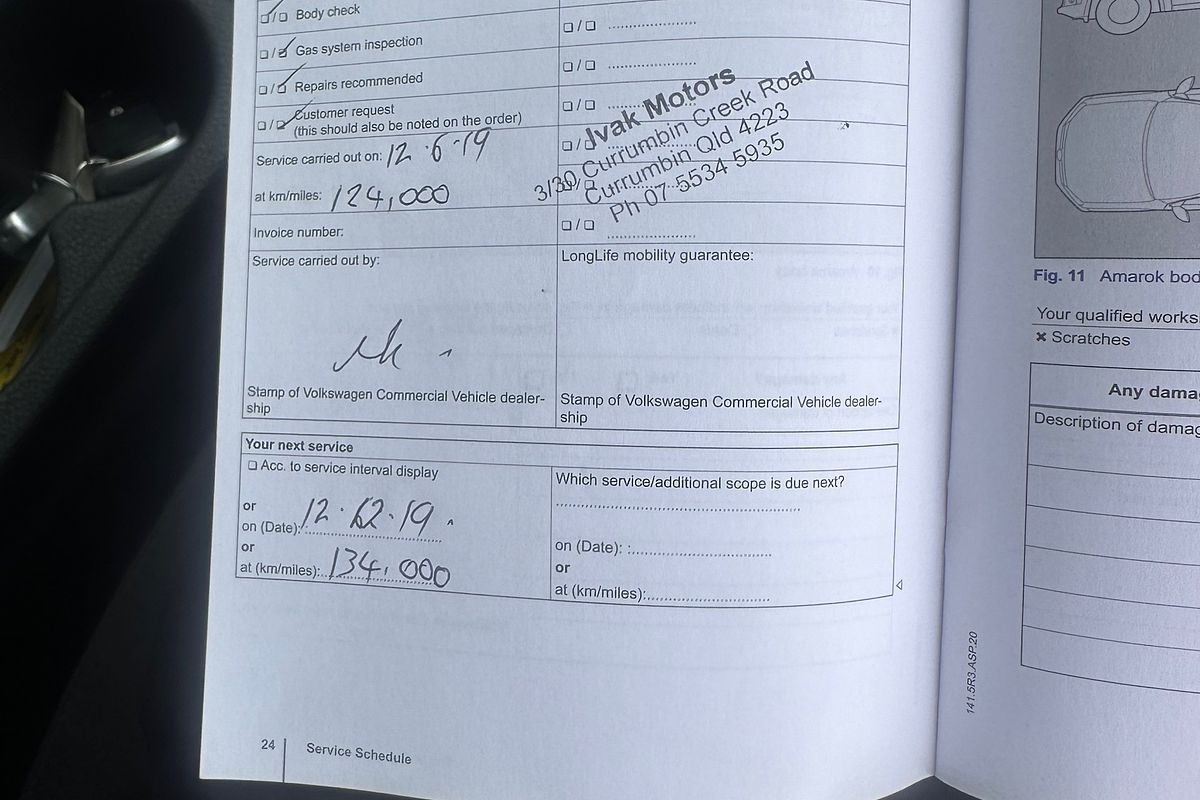 Body check
Gas system inspection
Repairs recommended
Customer request
(this should also be noted on the order)
Service carried out on: 12.6.19
at km/miles: 124,000
Invoice number:
Service carried out by:
Stamp of Volkswagen Commercial Vehicle dealer-
ship
Jvak Motors
Currumbin Creek Road
Currumbin Qld 4223
Ph 07 5534 5935
LongLife mobility guarantee:
Stamp of Volkswagen Commercial Vehicle dealer-
ship
Your next service
Acc. to service interval display
or
on (Date): 12.12.19
or
at (km/miles): 134,000
Which service/additional scope is due next?
on (Date): :
or
at (km/miles):
24 Service Schedule
Fig. 11 Amarok bod
Your qualified works
Scratches
Any dama
Description of damag
141.5R3.ASP.20